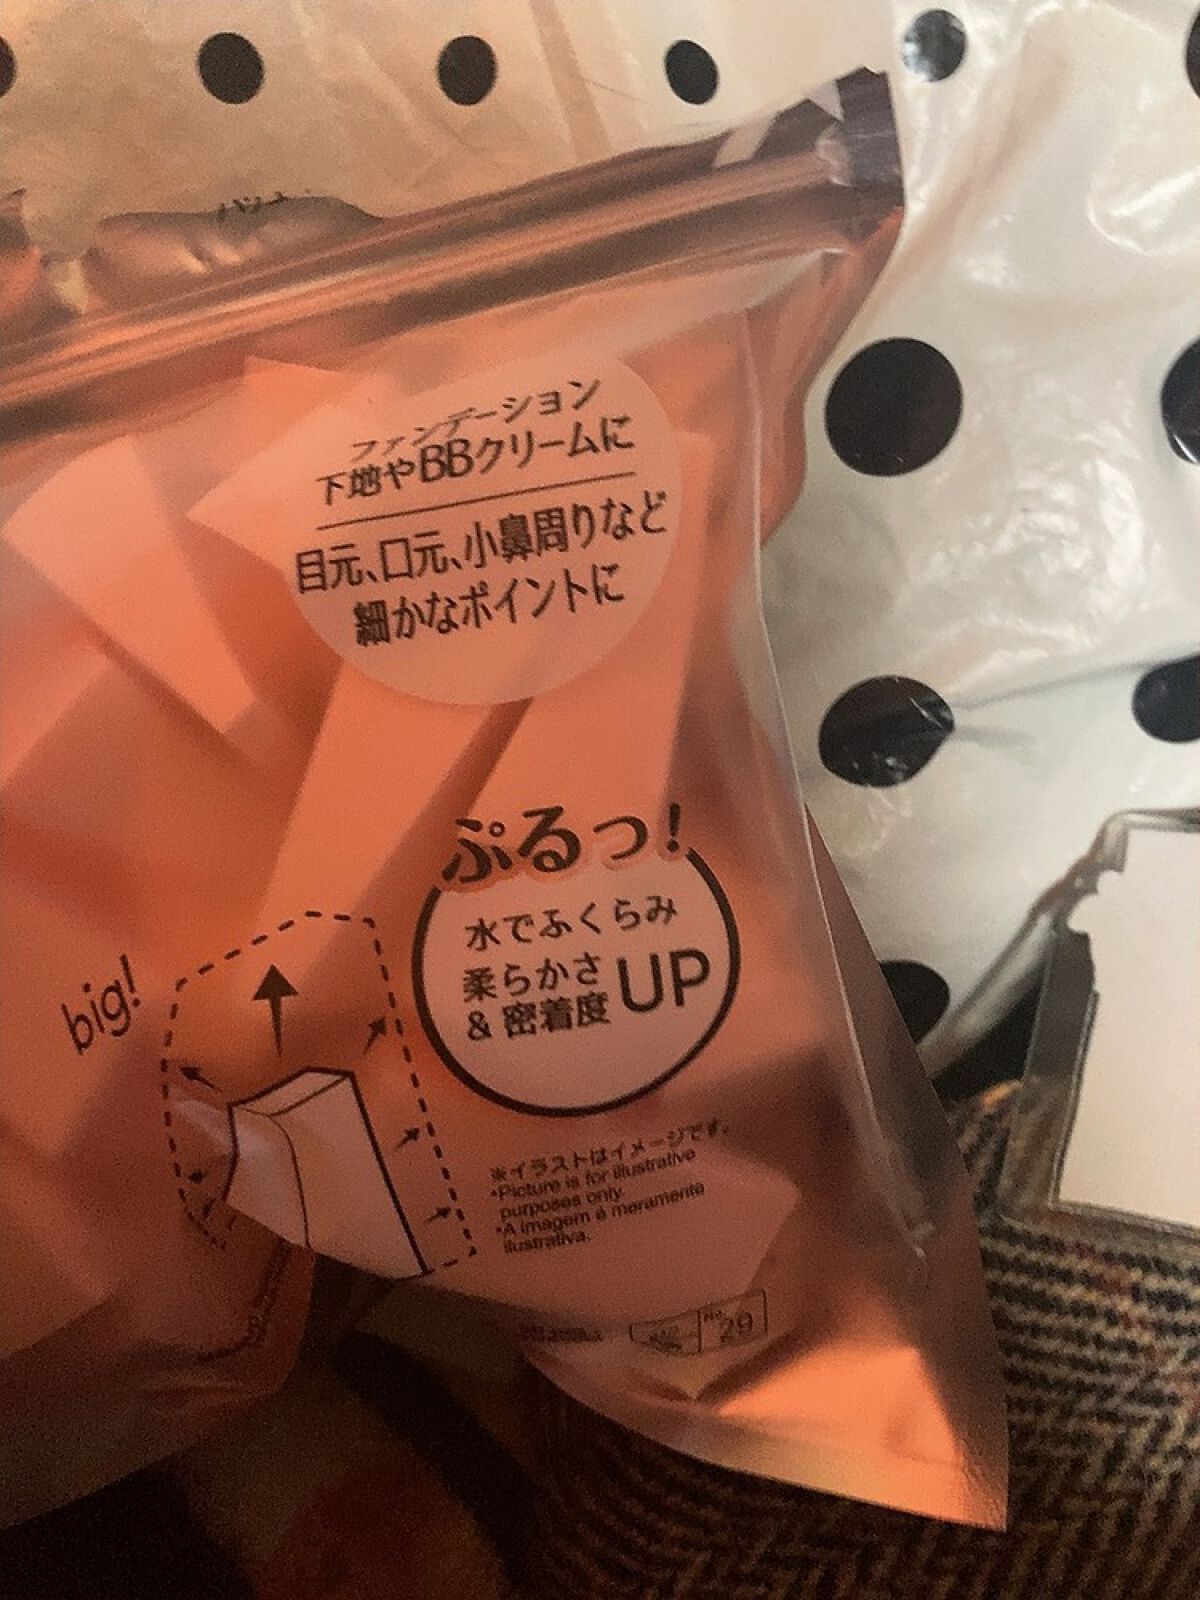 ファンデーション
下地やBBクリームに
目元、口元、小鼻周りなど
細かなポイントに
ぷるっ!
水でふくらみ
柔らかさ
&密着度 UP
big!
※イラストはイメージです。
•Picture is for illustrative
purposes only.
•A imagem é meramente
ilustrativa.
No. 29